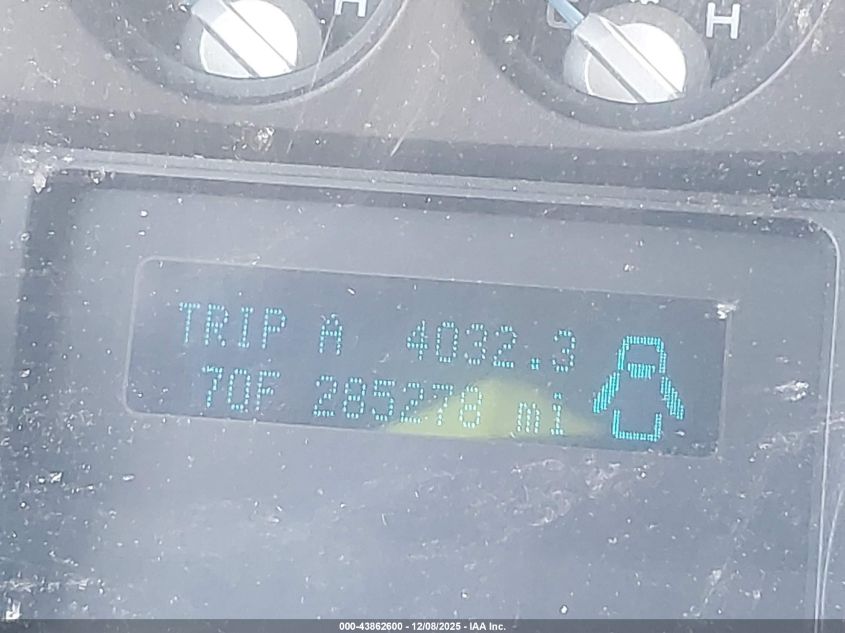 H
H
TRIP A 4032.3
70F 285278 mi
000-43862600 - 12/08/2025 - IAA Inc.